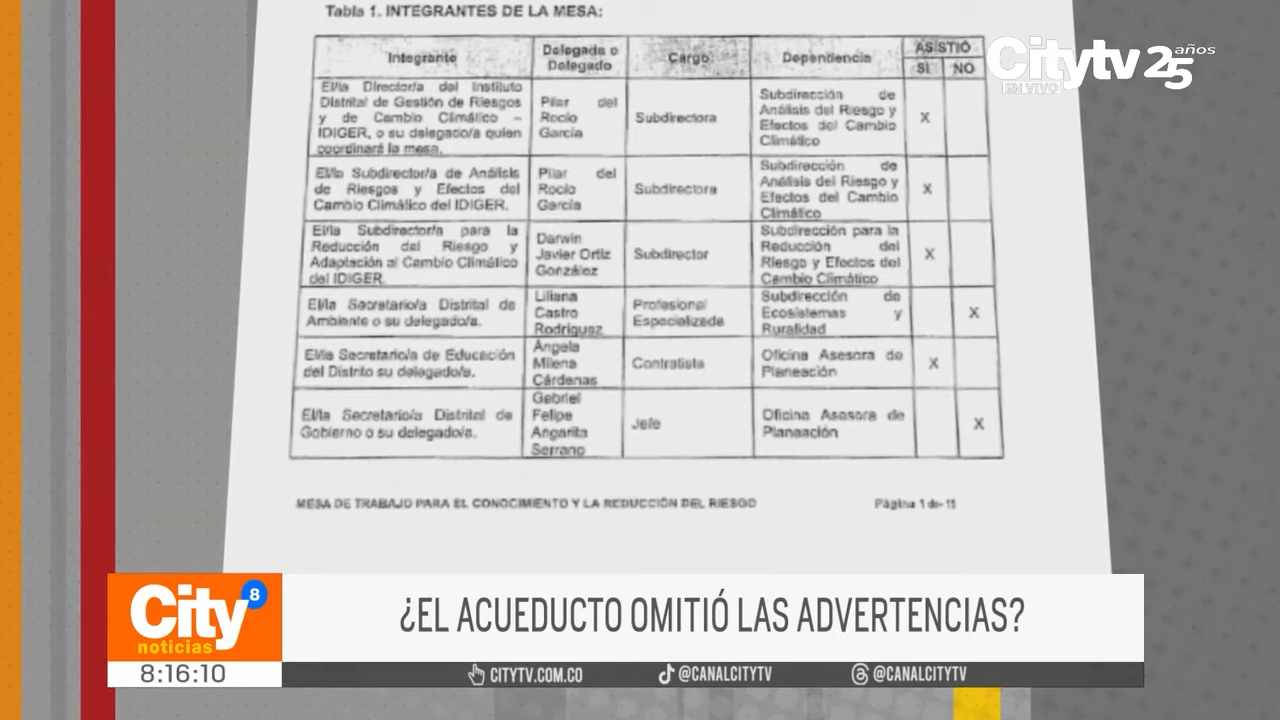 Tabla 1. INTEGRANTES DE LA MESA:
Integrante
Delegada o
Delegado
Cargo
Dependencia
ASISTIÓ
SI
NO
El/la Director/a del Instituto
Distrital de Gestión de Riesgos
y de Cambio Climático –
IDIGER, o su delegado/a quien
coordinará la mesa.
Pilar del
Rocío
García
Subdirectora
Subdirección de
Análisis del Riesgo y
Efectos del Cambio
Climático
X
El/la Subdirector/a de Análisis
de Riesgos y Efectos del
Cambio Climático del IDIGER.
Pilar del
Rocío
García
Subdirectora
Subdirección de
Análisis del Riesgo y
Efectos del Cambio
Climático
X
El/la Subdirector/a para la
Reducción del Riesgo y
Adaptación al Cambio Climático
del IDIGER.
Darwin
Javier Ortiz
González
Subdirector
Subdirección para la
Reducción del
Riesgo y Efectos del
Cambio Climático
X
El/la Secretario/a Distrital de
Ambiente o su delegado/a.
Liliana
Castro
Rodríguez
Profesional
Especializada
Subdirección de
Ecosistemas y
Ruralidad
X
El/la Secretario/a de Educación
del Distrito su delegado/a.
Ángela
Milena
Cárdenas
Contratista
Oficina Asesora de
Planeación
X
El/la Secretario/a Distrital de
Gobierno o su delegado/a.
Gabriel
Felipe
Angarita
Serrano
Jefe
Oficina Asesora de
Planeación
X
MESA DE TRABAJO PARA EL CONOCIMIENTO Y LA REDUCCIÓN DEL RIESGO
Página 1 de 15
Citytv 25 años
EN VIVO
City 8
noticias
8:16:10
¿EL ACUEDUCTO OMITIÓ LAS ADVERTENCIAS?
CITYTV.COM.CO
@CANALCITYTV
@CANALCITYTV